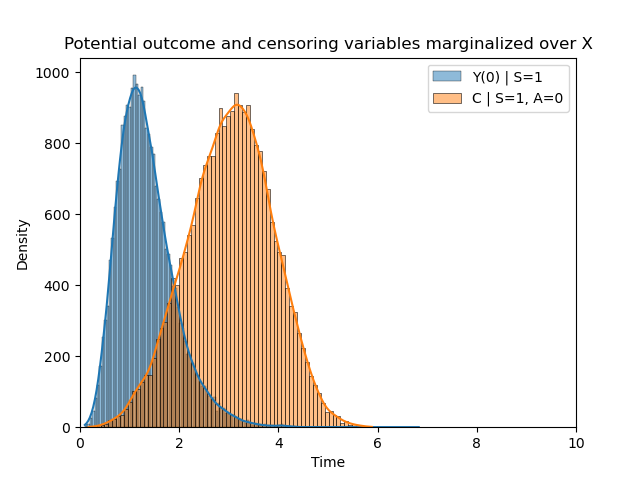 Potential outcome and censoring variables marginalized over X
Y(0) | S=1
C | S=1, A=0
Density
1000
800
600
400
200
0
0 2 4 6 8 10
Time